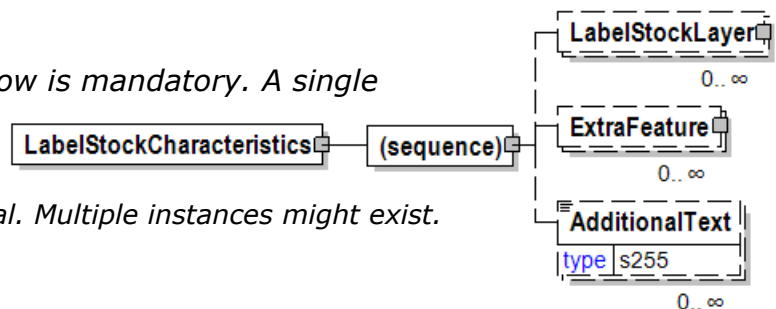 LabelStockLayer
0.. ∞
ow is mandatory. A single
ExtraFeature
LabelStockCharacteristics
(sequence)
0.. ∞
al. Multiple instances might exist.
AdditionalText
type s255
0.. ∞